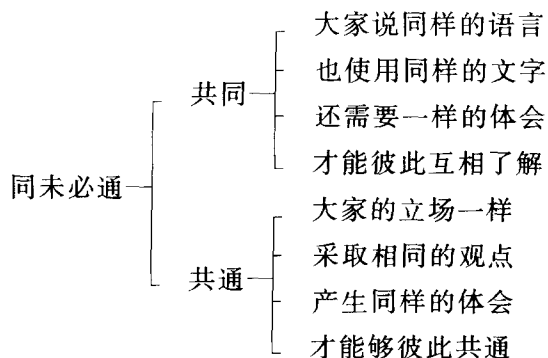 同未必通
共同
大家说同样的语言
也使用同样的文字
还需要一样的体会
才能彼此互相了解
共通
大家的立场一样
采取相同的观点
产生同样的体会
才能够彼此共通